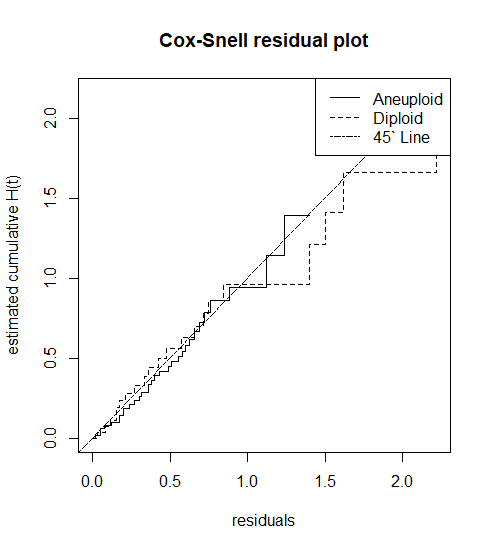 Cox-Snell residual plot
Aneuploid
Diploid
45` Line
estimated cumulative H(t)
2.0
1.5
1.0
0.5
0.0
0.0 0.5 1.0 1.5 2.0
residuals